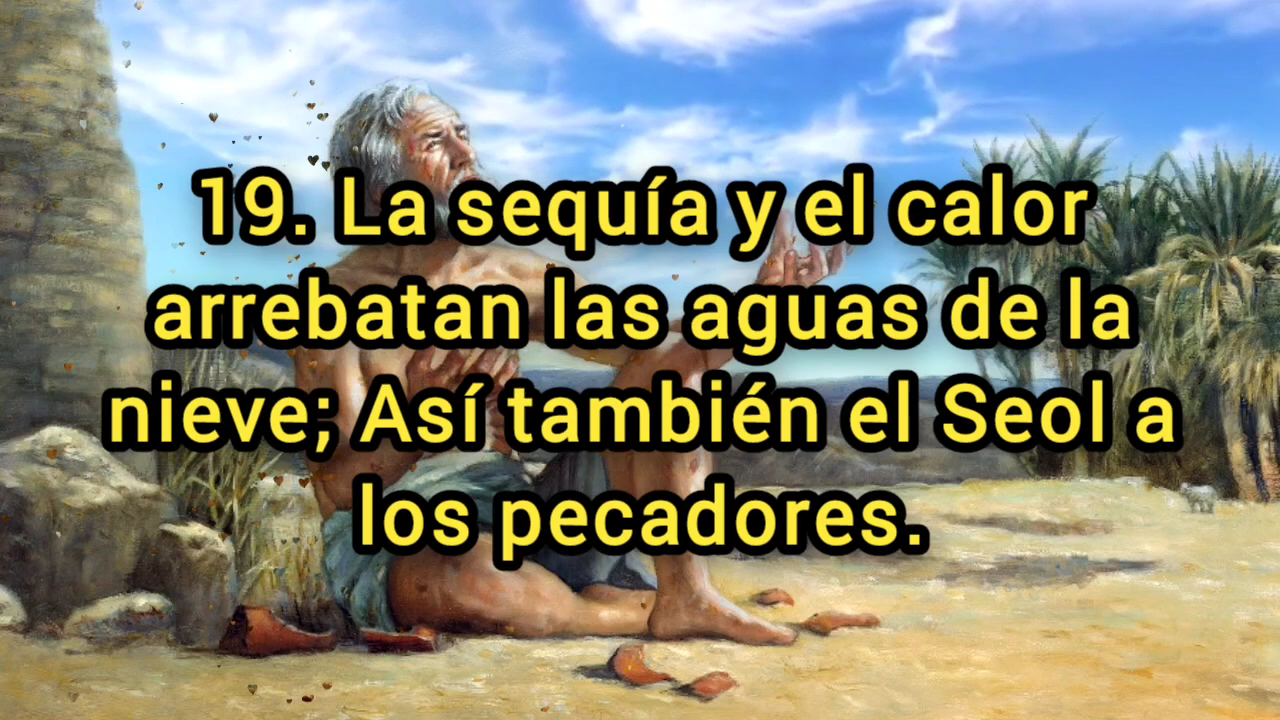 19. La sequía y el calor
arrebatan las aguas de la
nieve; Así también el Seol a
los pecadores.